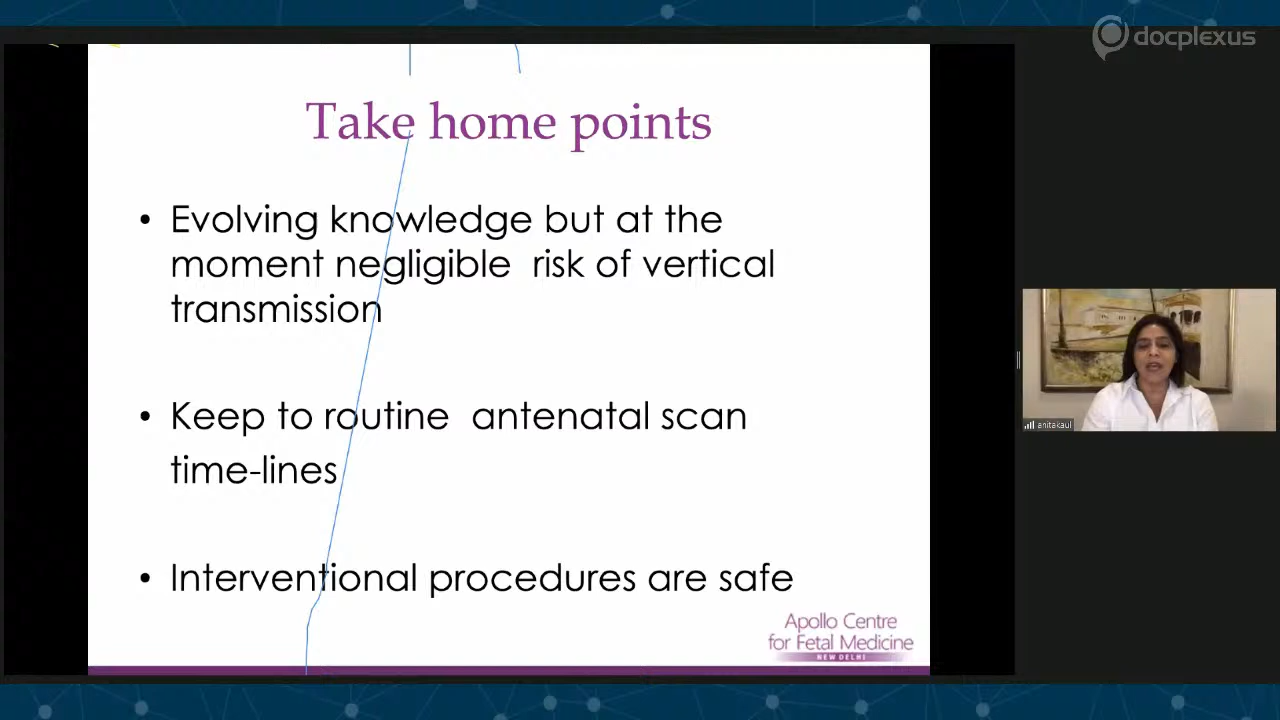 docplexus
Take home points
• Evolving knowledge but at the
moment negligible risk of vertical
transmission
• Keep to routine antenatal scan
time-lines
• Interventional procedures are safe
Apollo Centre
for Fetal Medicine
NEW DELHI
anitakaul